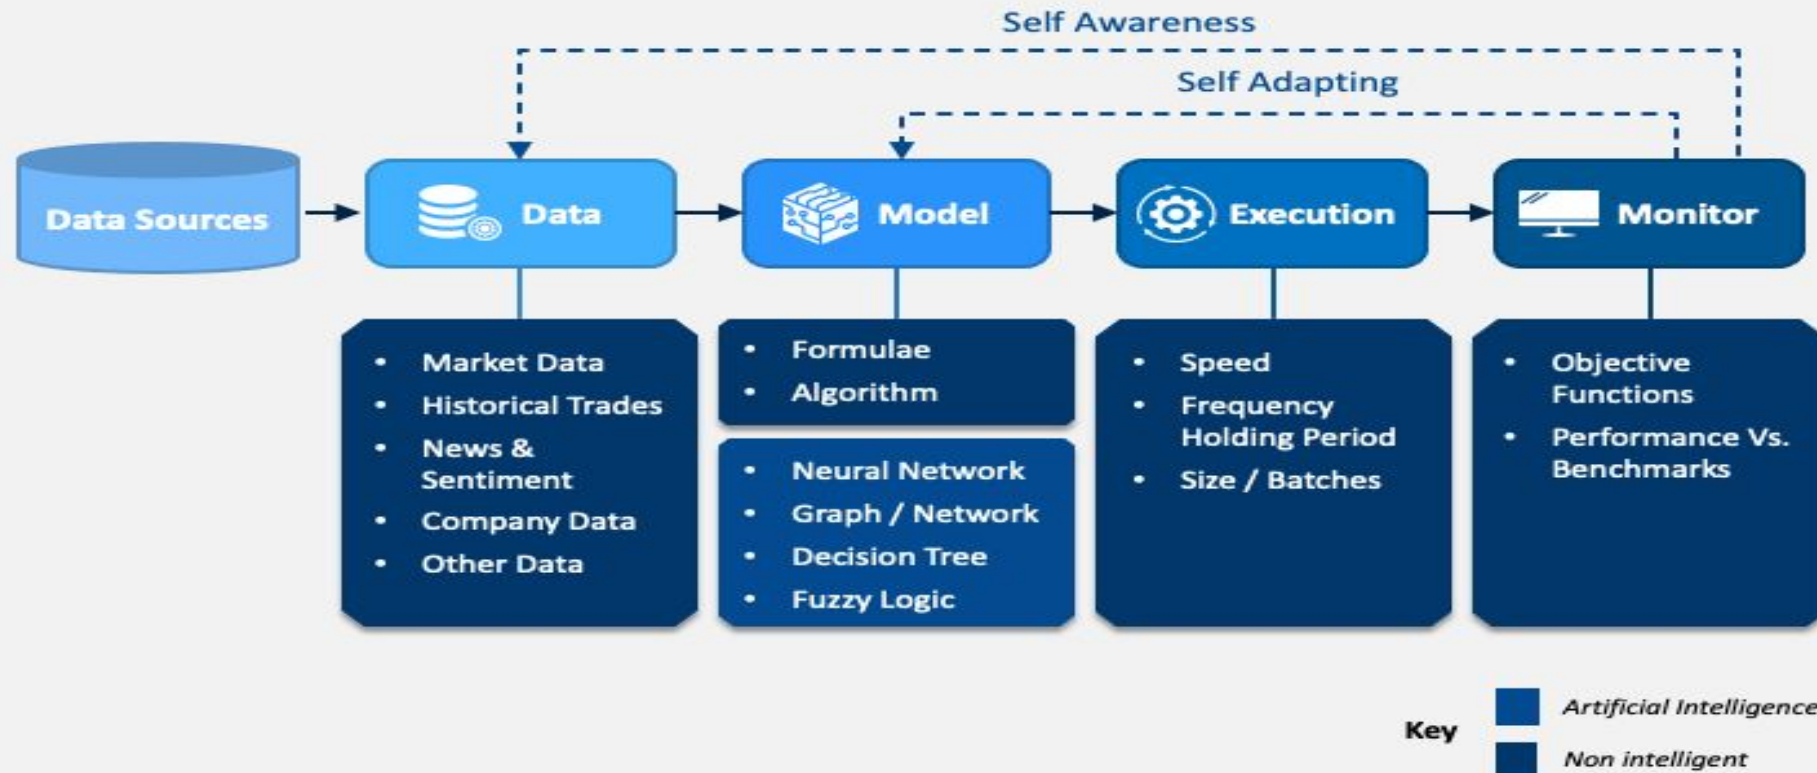 Self Awareness
Self Adapting
Data Sources
Data
Model
Execution
Monitor
• Market Data
• Historical Trades
• News &
Sentiment
• Company Data
• Other Data
• Formulae
• Algorithm
• Neural Network
• Graph / Network
• Decision Tree
• Fuzzy Logic
• Speed
• Frequency
Holding Period
• Size / Batches
• Objective
Functions
• Performance Vs.
Benchmarks
Key
Artificial Intelligence
Non intelligent